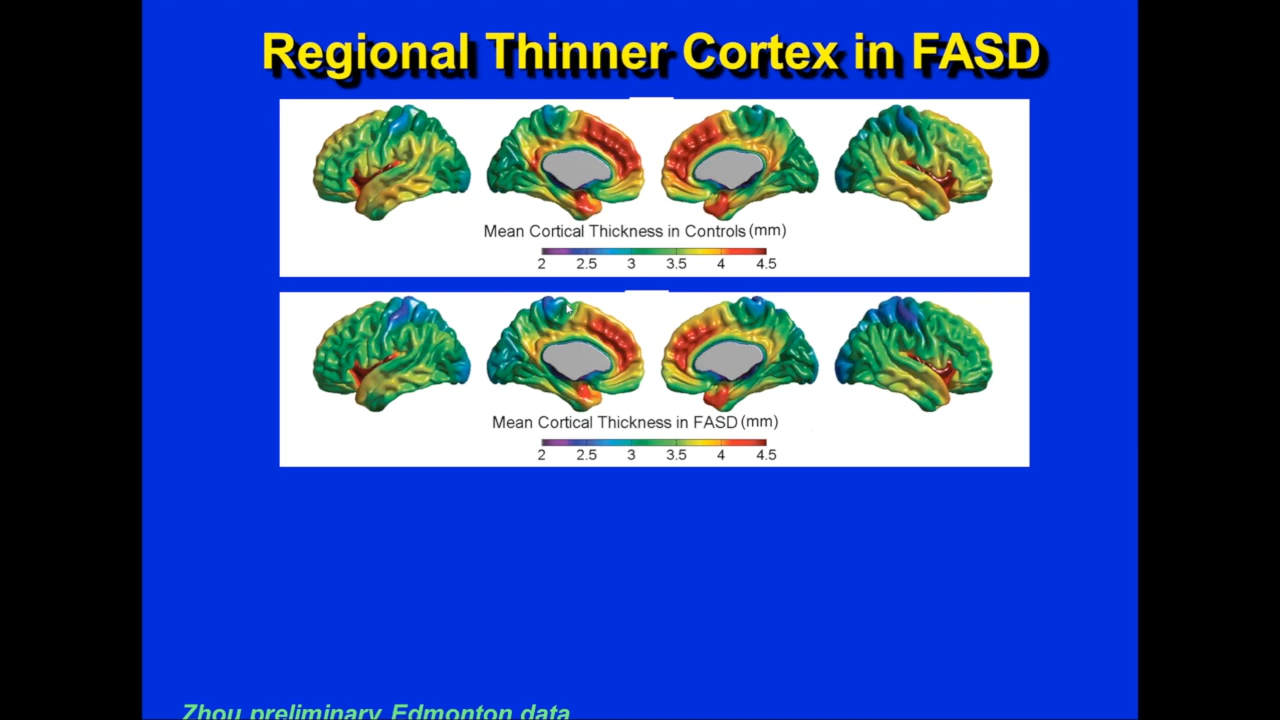 Regional Thinner Cortex in FASD
Mean Cortical Thickness in Controls (mm)
2 2.5 3 3.5 4 4.5
Mean Cortical Thickness in FASD (mm)
2 2.5 3 3.5 4 4.5
Zhou preliminary Edmonton data